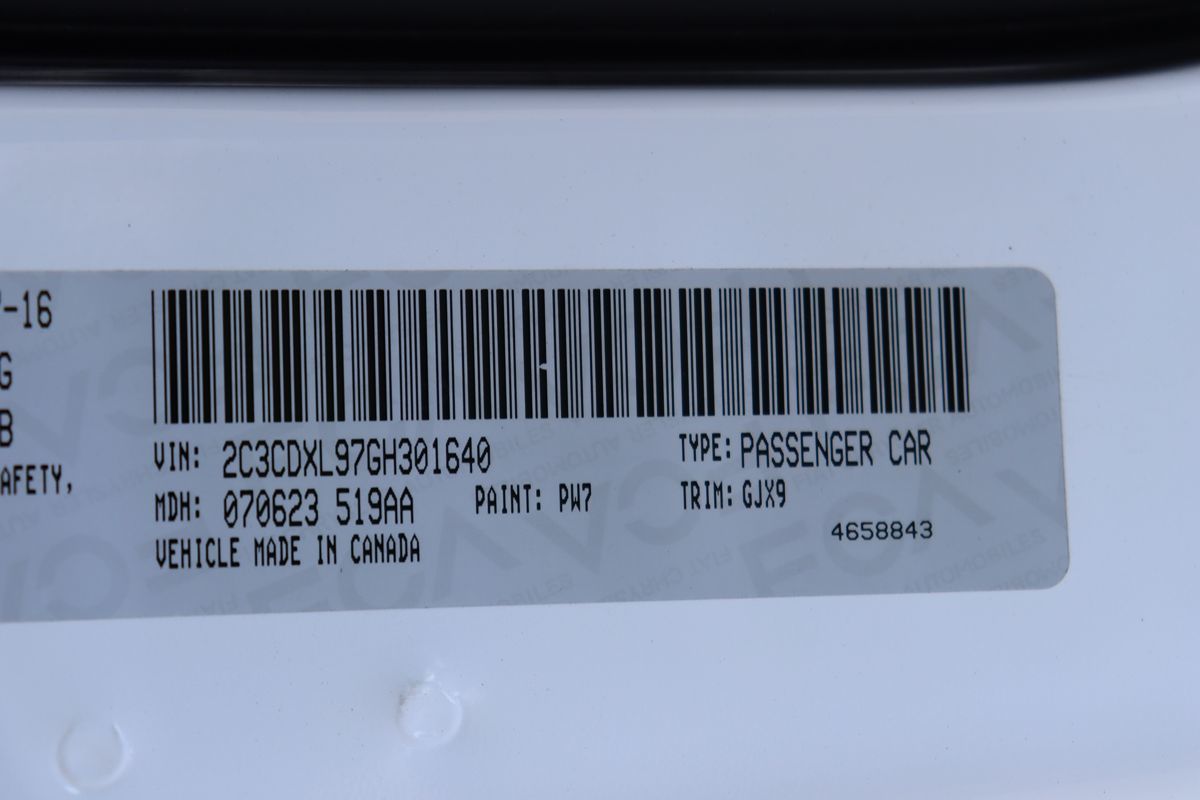 -16
G
B
AFETY,
VIN: 2C3CDXL97GH301640 TYPE: PASSENGER CAR
MDH: 070623 519AA PAINT: PW7 TRIM: GJX9
VEHICLE MADE IN CANADA 4658843